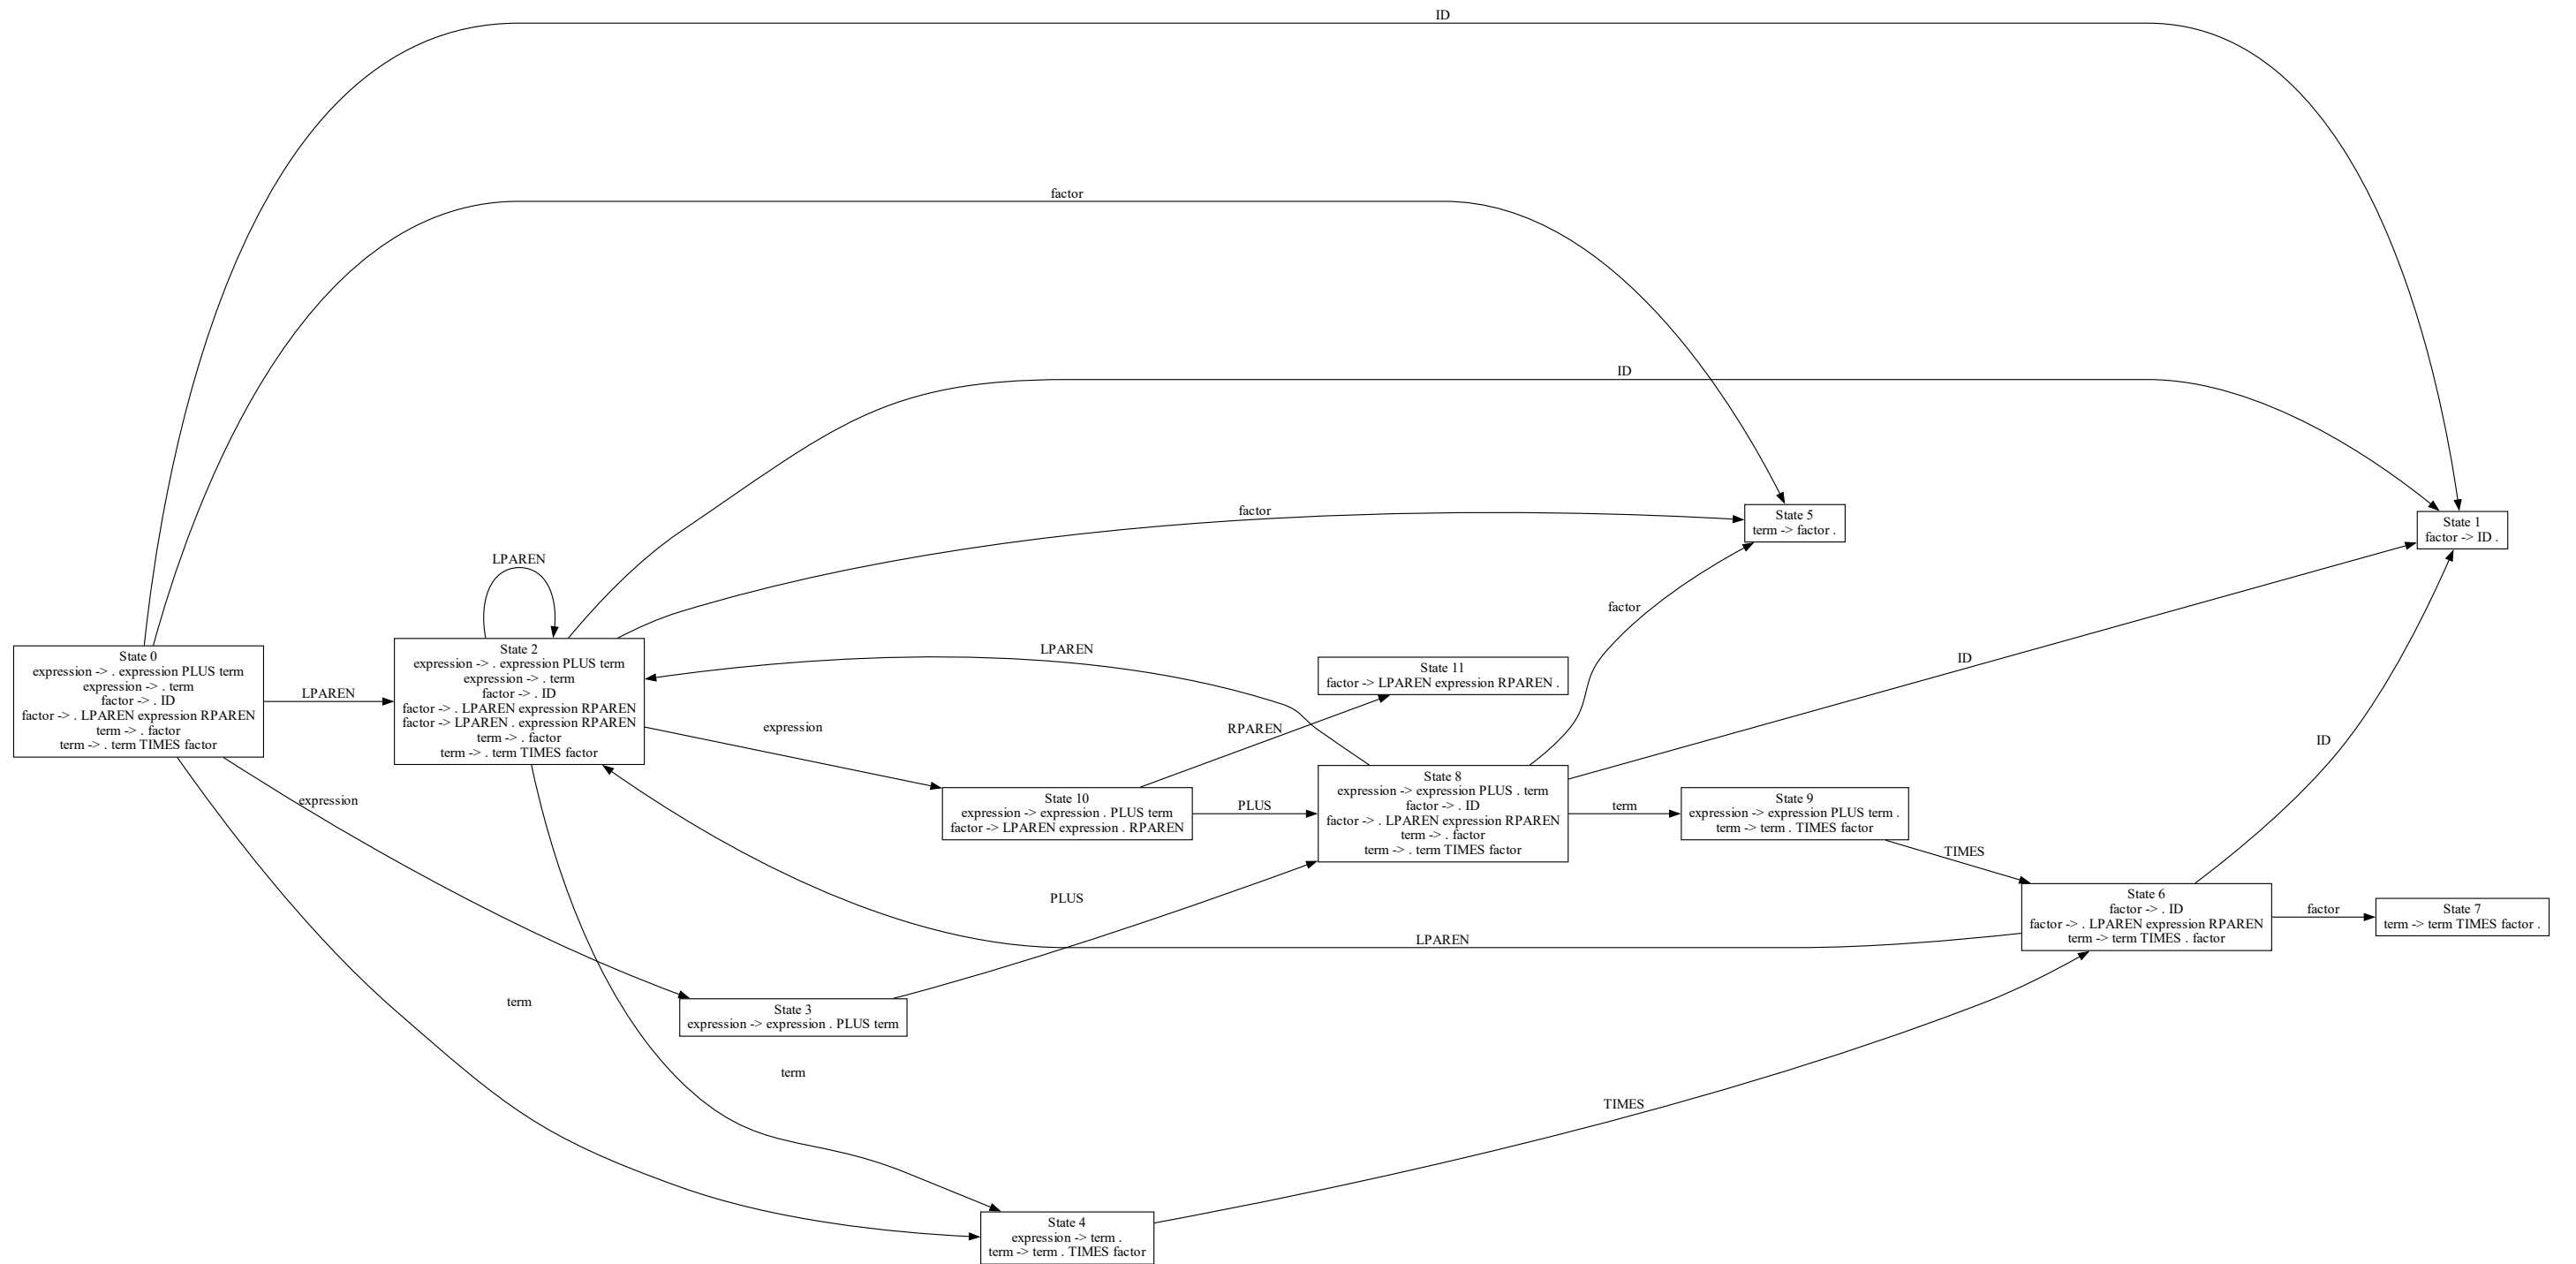 ID
factor
ID
factor
State 5
term -> factor .
State 1
factor -> ID .
LPAREN
factor
State 0
expression -> . expression PLUS term
expression -> . term
factor -> . ID
factor -> . LPAREN expression RPAREN
term -> . factor
term -> . term TIMES factor
LPAREN
State 2
expression -> . expression PLUS term
expression -> . term
factor -> . ID
factor -> . LPAREN expression RPAREN
factor -> LPAREN . expression RPAREN
term -> . factor
term -> . term TIMES factor
LPAREN
State 11
factor -> LPAREN expression RPAREN .
ID
expression
RPAREN
expression
State 10
expression -> expression . PLUS term
factor -> LPAREN expression . RPAREN
PLUS
State 8
expression -> expression PLUS . term
factor -> . ID
factor -> . LPAREN expression RPAREN
term -> . factor
term -> . term TIMES factor
term
State 9
expression -> expression PLUS term .
term -> term . TIMES factor
ID
TIMES
PLUS
State 6
factor -> . ID
factor -> . LPAREN expression RPAREN
term -> term TIMES . factor
factor
State 7
term -> term TIMES factor .
LPAREN
term
State 3
expression -> expression . PLUS term
term
TIMES
State 4
expression -> term .
term -> term . TIMES factor